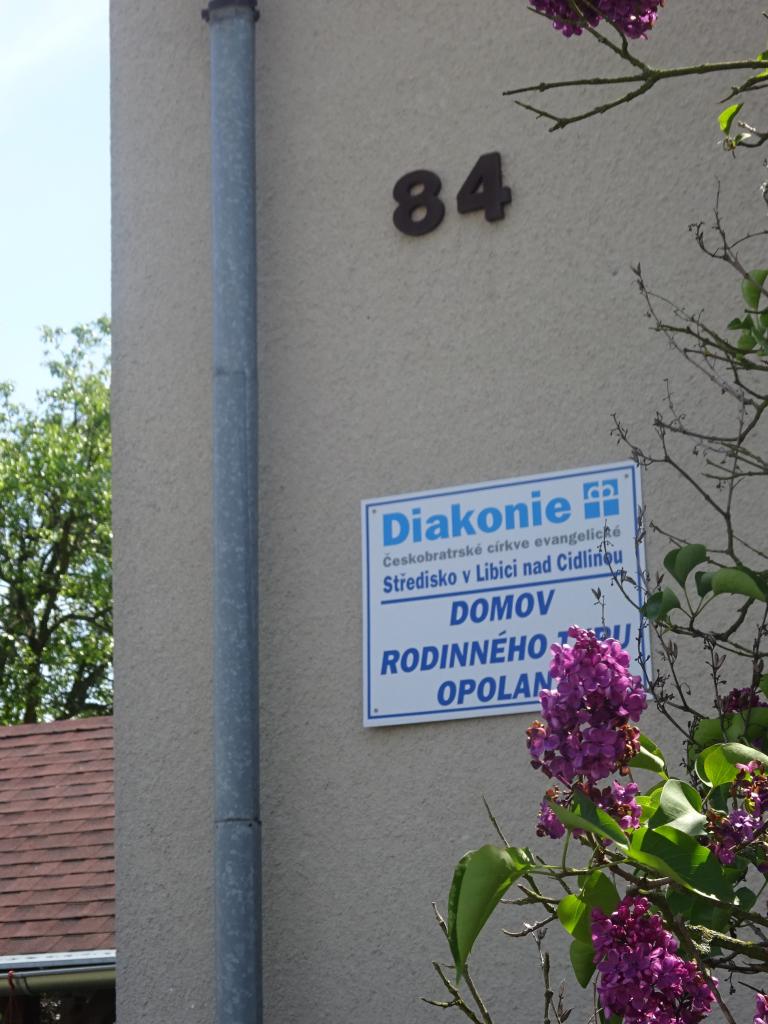 84
Diakonie
Českobratrské církve evangelické
Středisko v Libici nad Cidlinou
DOMOV
RODINNÉHO